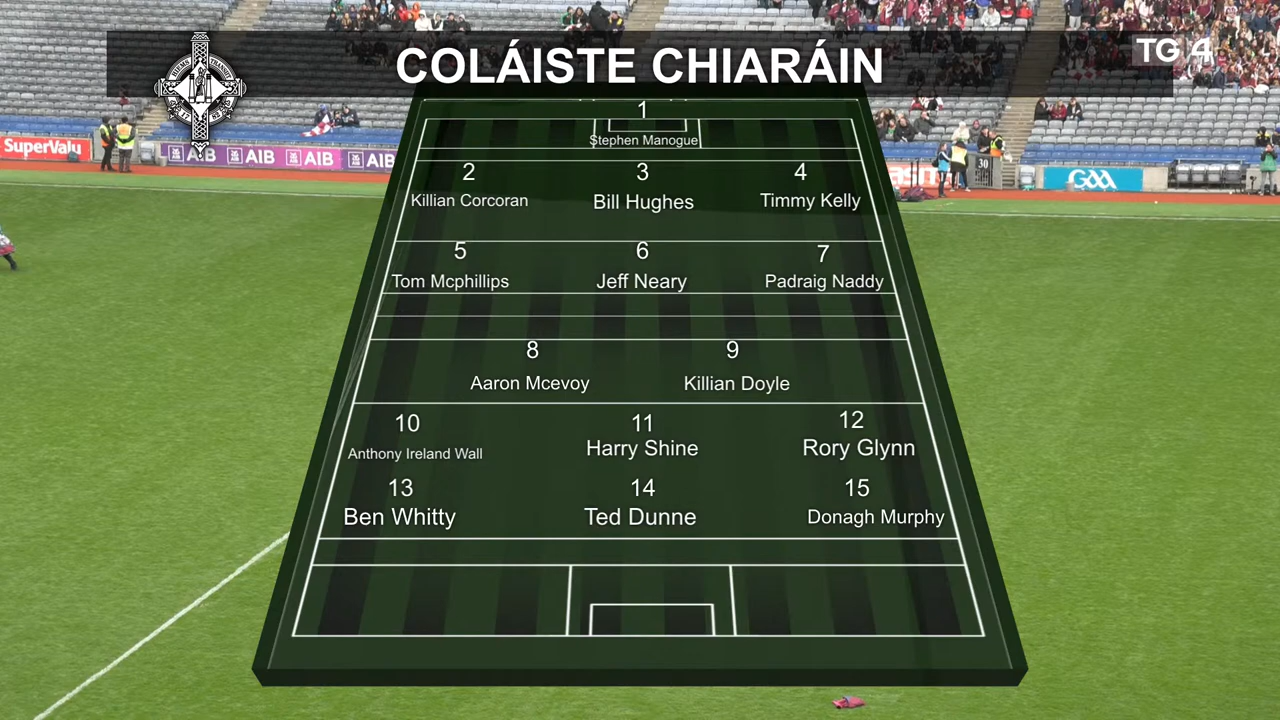 COLÁISTE CHIARÁIN
TG4
SuperValu
AIB AIB AIB AIB
30
GAA
1
Stephen Manogue
2 3 4
Killian Corcoran Bill Hughes Timmy Kelly
5 6 7
Tom Mcphillips Jeff Neary Padraig Naddy
8 9
Aaron Mcevoy Killian Doyle
10 11 12
Anthony Ireland Wall Harry Shine Rory Glynn
13 14 15
Ben Whitty Ted Dunne Donagh Murphy